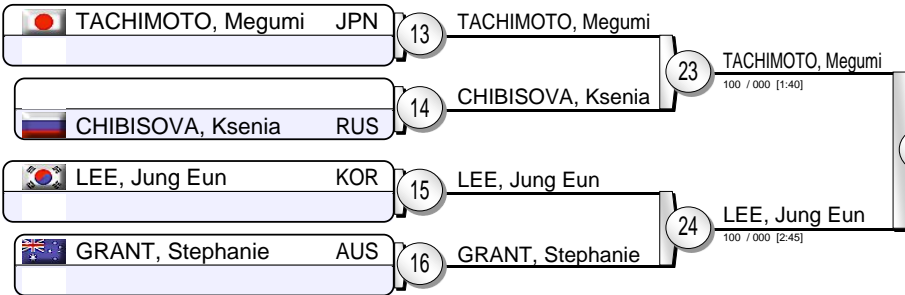 TACHIMOTO, Megumi JPN
13
TACHIMOTO, Megumi
23
TACHIMOTO, Megumi
100 / 000 [1:40]
CHIBISOVA, Ksenia RUS
14
CHIBISOVA, Ksenia
LEE, Jung Eun KOR
15
LEE, Jung Eun
24
LEE, Jung Eun
100 / 000 [2:45]
GRANT, Stephanie AUS
16
GRANT, Stephanie